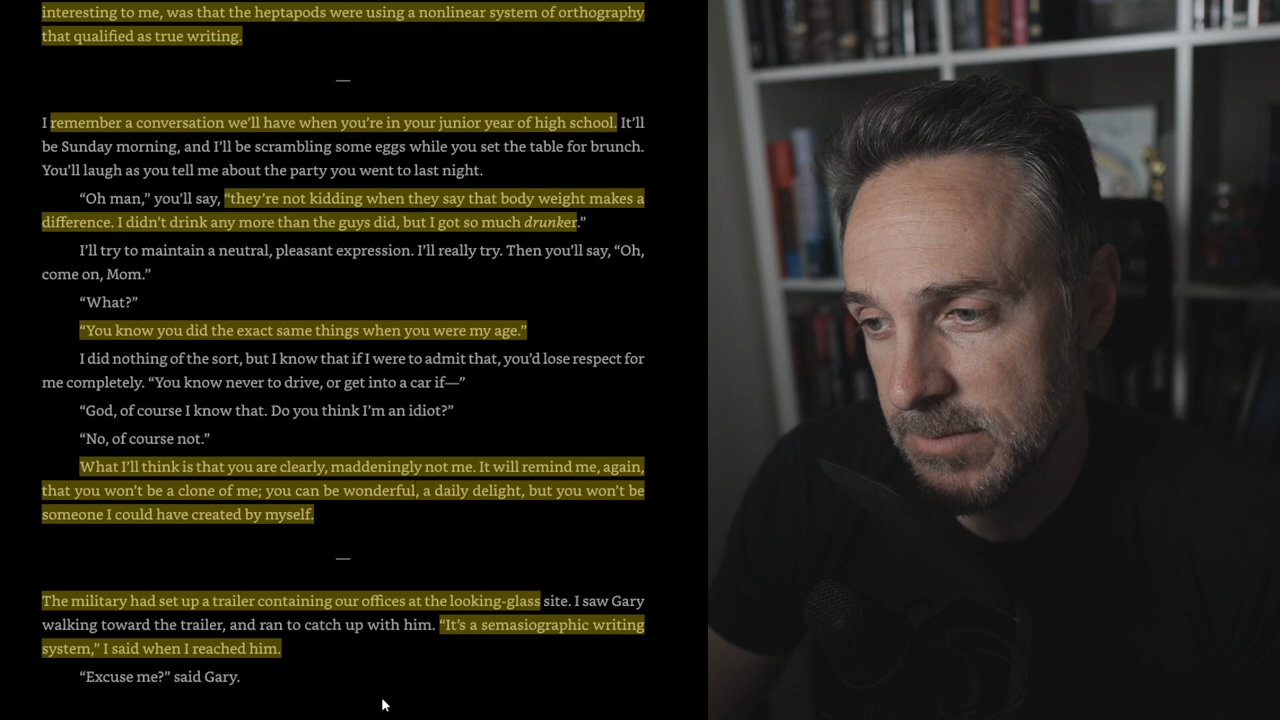 interesting to me, was that the heptapods were using a nonlinear system of orthography
that qualified as true writing.
—
I remember a conversation we’ll have when you’re in your junior year of high school. It’ll
be Sunday morning, and I’ll be scrambling some eggs while you set the table for brunch.
You’ll laugh as you tell me about the party you went to last night.
“Oh man,” you’ll say, “they’re not kidding when they say that body weight makes a
difference. I didn’t drink any more than the guys did, but I got so much drunker.”
I’ll try to maintain a neutral, pleasant expression. I’ll really try. Then you’ll say, “Oh,
come on, Mom.”
“What?”
“You know you did the exact same things when you were my age.”
I did nothing of the sort, but I know that if I were to admit that, you’d lose respect for
me completely. “You know never to drive, or get into a car if—”
“God, of course I know that. Do you think I’m an idiot?”
“No, of course not.”
What I’ll think is that you are clearly, maddeningly not me. It will remind me, again,
that you won’t be a clone of me; you can be wonderful, a daily delight, but you won’t be
someone I could have created by myself.
—
The military had set up a trailer containing our offices at the looking-glass site. I saw Gary
walking toward the trailer, and ran to catch up with him. “It’s a semasiographic writing
system,” I said when I reached him.
“Excuse me?” said Gary.